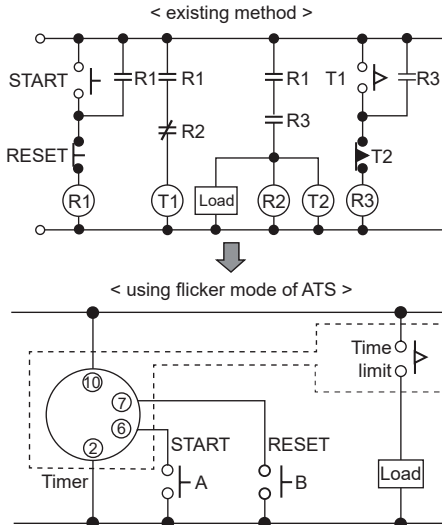 < existing method >
START
R1
R1
R1
T1
R3
R2
R3
RESET
T2
R1
T1
Load
R2
T2
R3
< using flicker mode of ATS >
Time
limit
10
7
6
2
START
RESET
A
B
Timer
Load